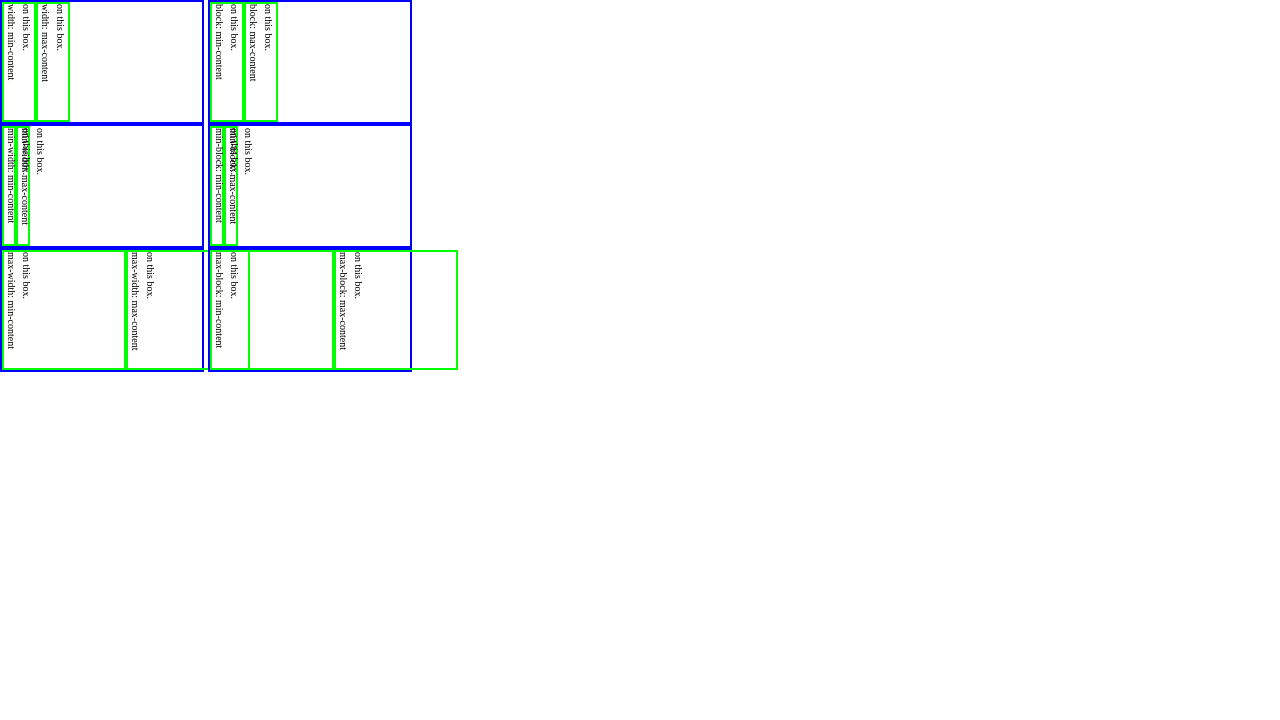 width: min-content
on this box.
width: max-content
on this box.
block: min-content
on this box.
block: max-content
on this box.
min-width: min-content
on this box.
min-width: max-content
on this box.
min-block: min-content
on this box.
min-block: max-content
on this box.
max-width: min-content
on this box.
max-width: max-content
on this box.
max-block: min-content
on this box.
max-block: max-content
on this box.